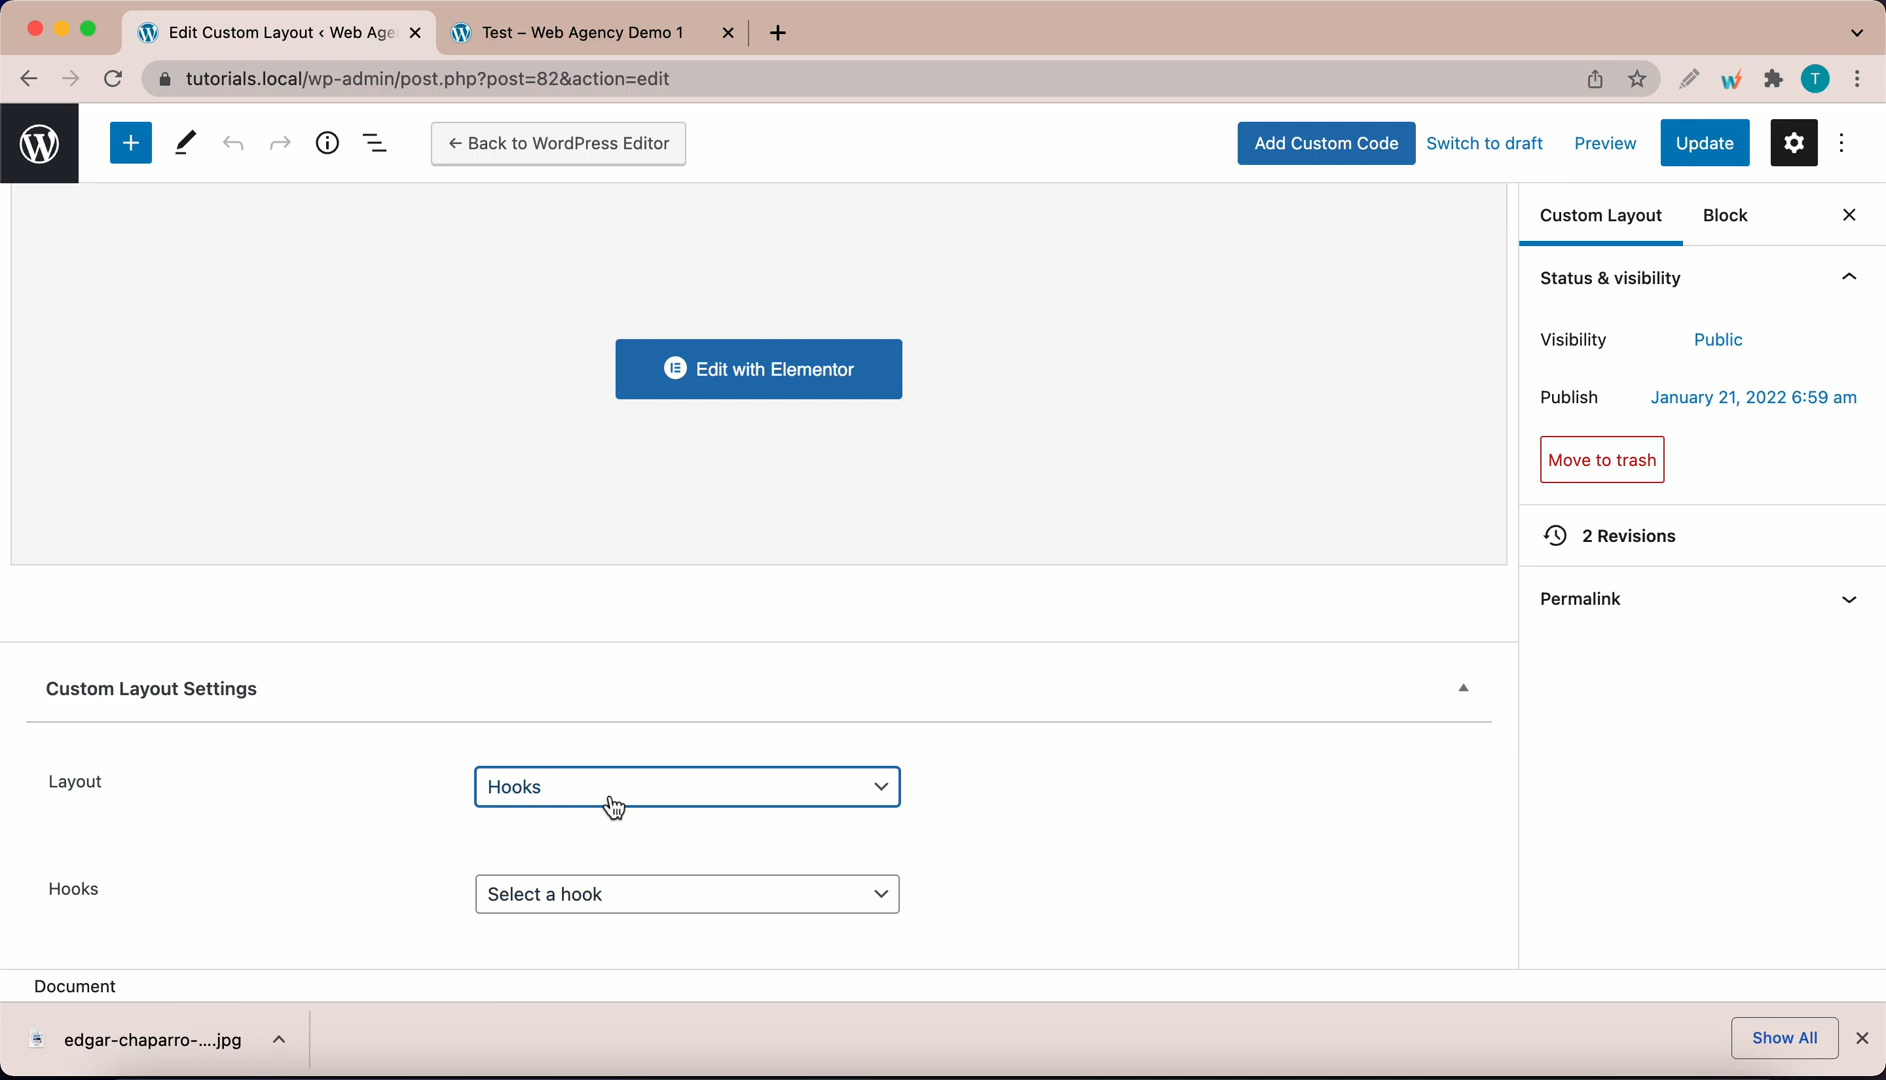 Edit Custom Layout ‹ Web Age
Test – Web Agency Demo 1
tutorials.local/wp-admin/post.php?post=82&action=edit
T
← Back to WordPress Editor
Add Custom Code
Switch to draft
Preview
Update
Custom Layout
Block
Status & visibility
Visibility
Public
Publish
January 21, 2022 6:59 am
Move to trash
2 Revisions
Permalink
Edit with Elementor
Custom Layout Settings
Layout
Hooks
Hooks
Select a hook
Document
edgar-chaparro-....jpg
Show All